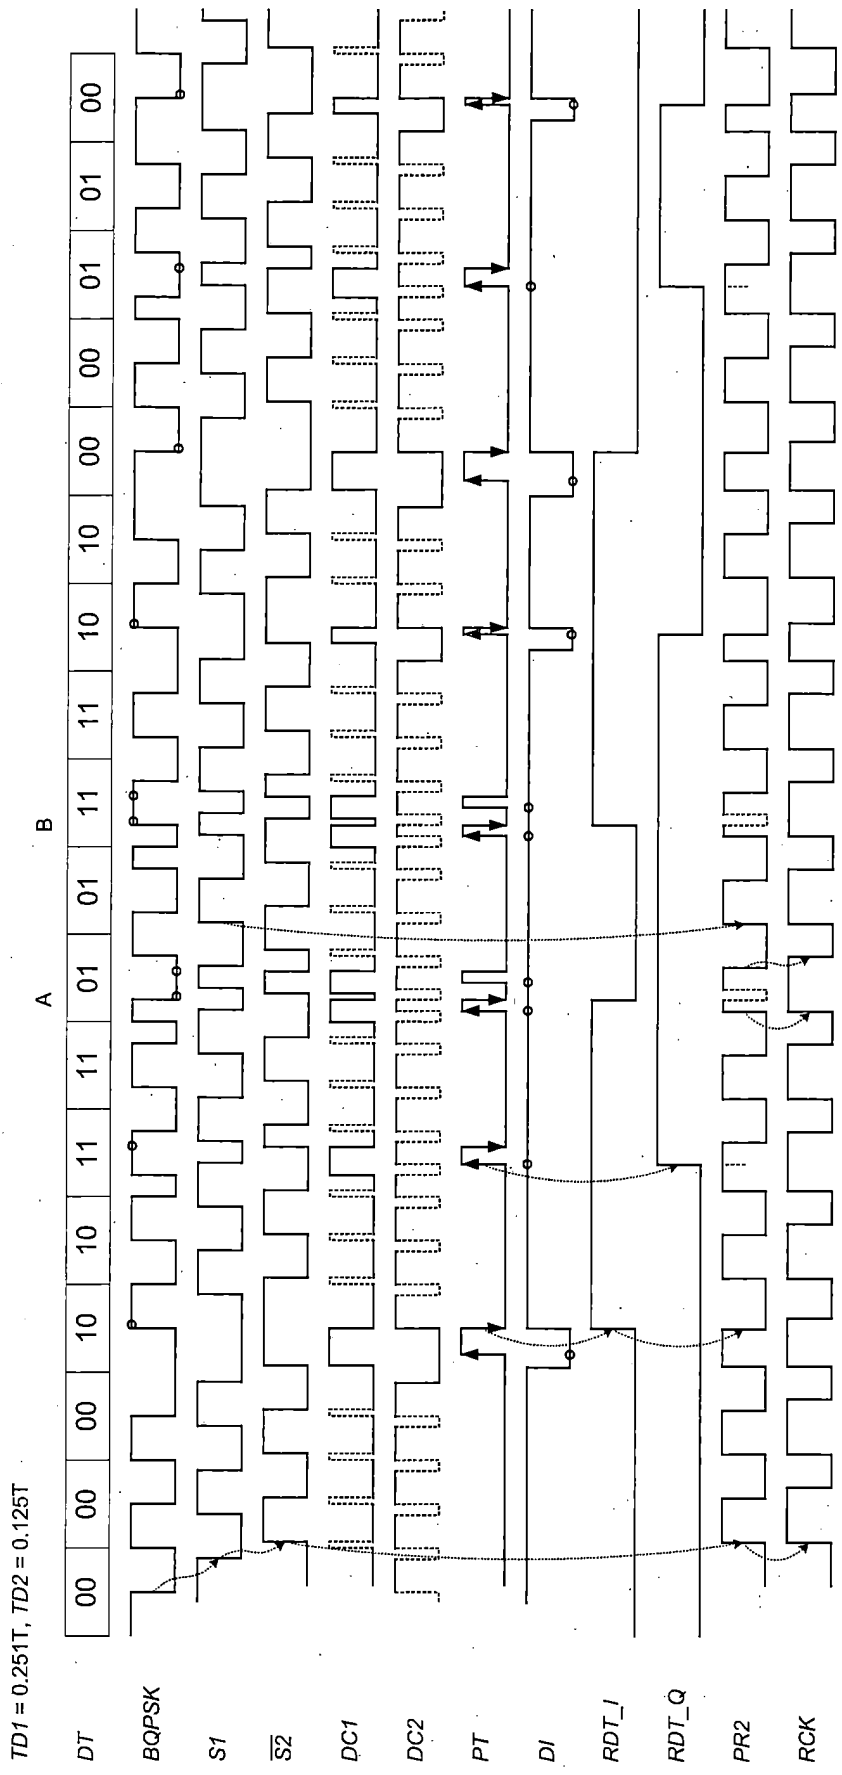 TD1 = 0.251T, TD2 = 0.125T
A B
DT 00 00 00 10 10 11 11 01 01 11 11 10 10 00 00 01 01 00
BQPSK
S1
S̅2̅
DC1
DC2
PT
DI
RDT_I
RDT_Q
PR2
RCK